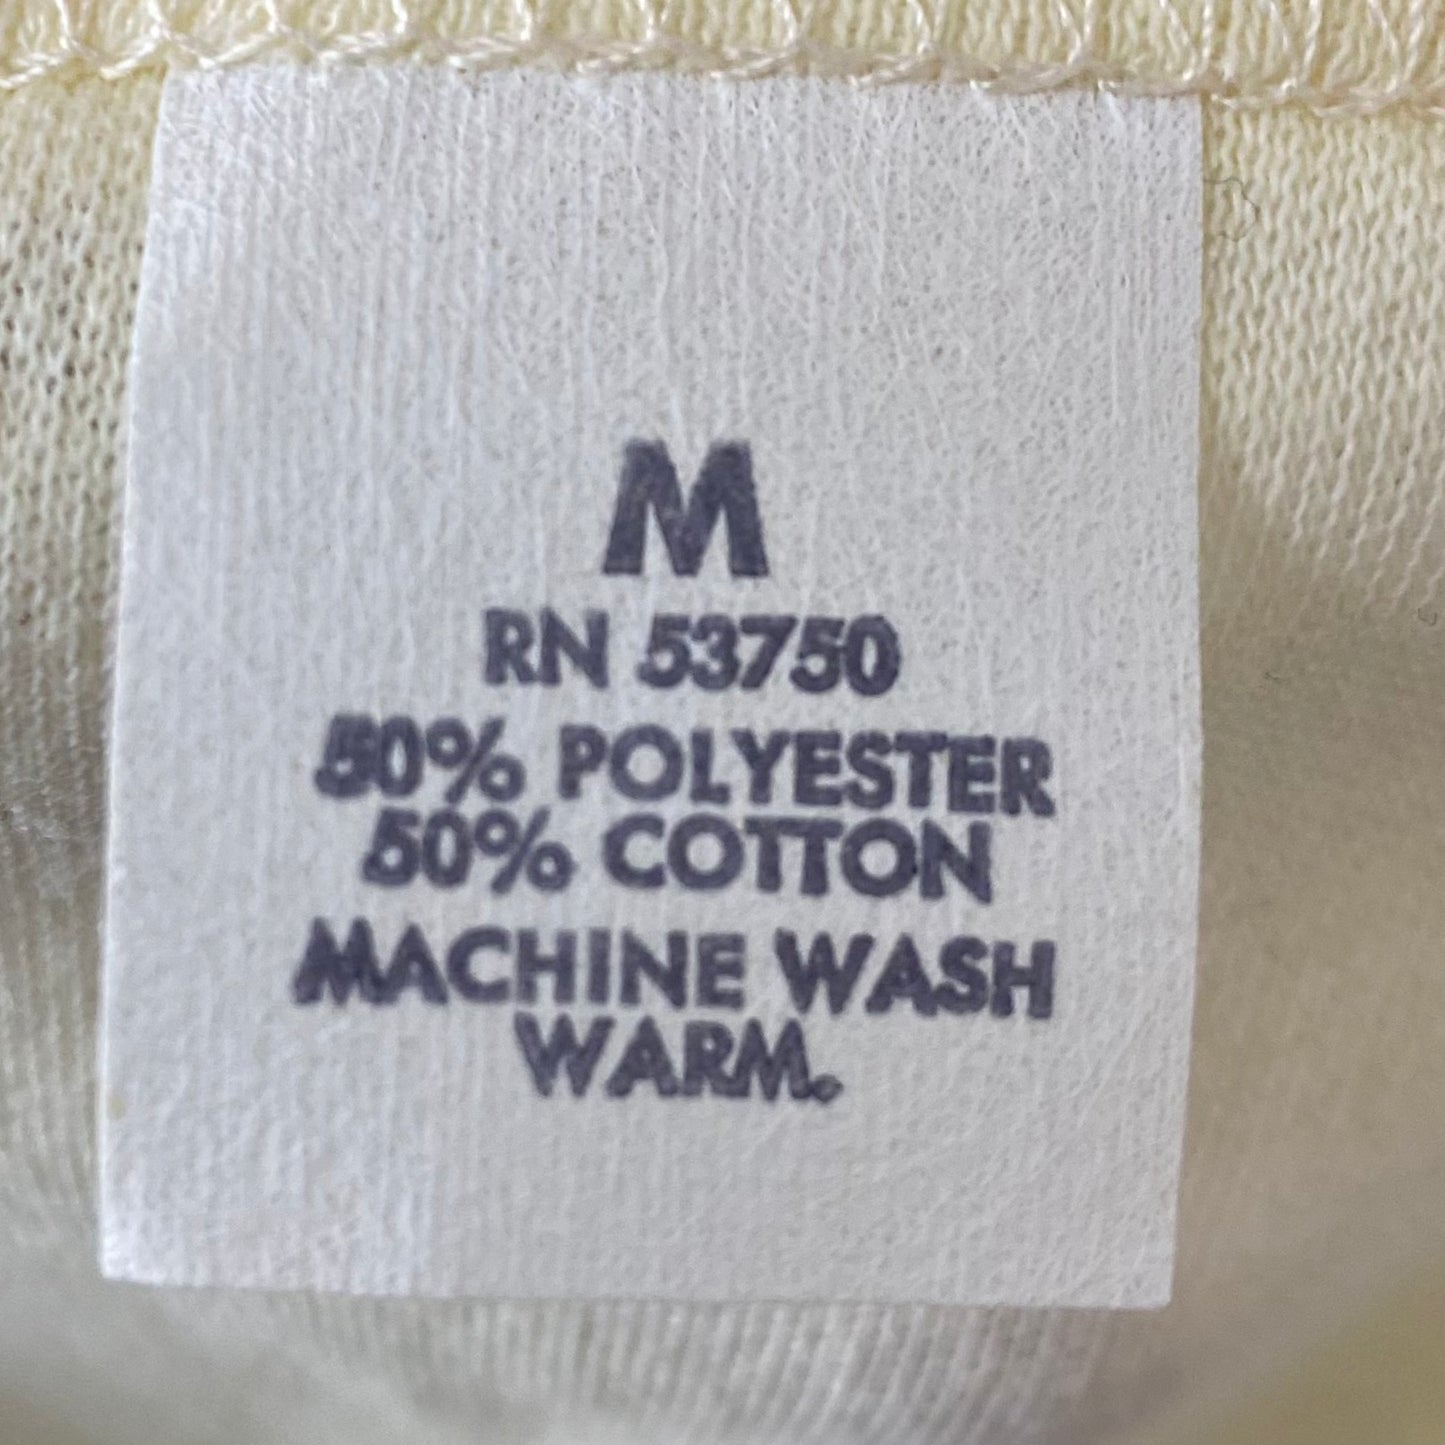 M
RN 53750
50% POLYESTER
50% COTTON
MACHINE WASH
WARM.